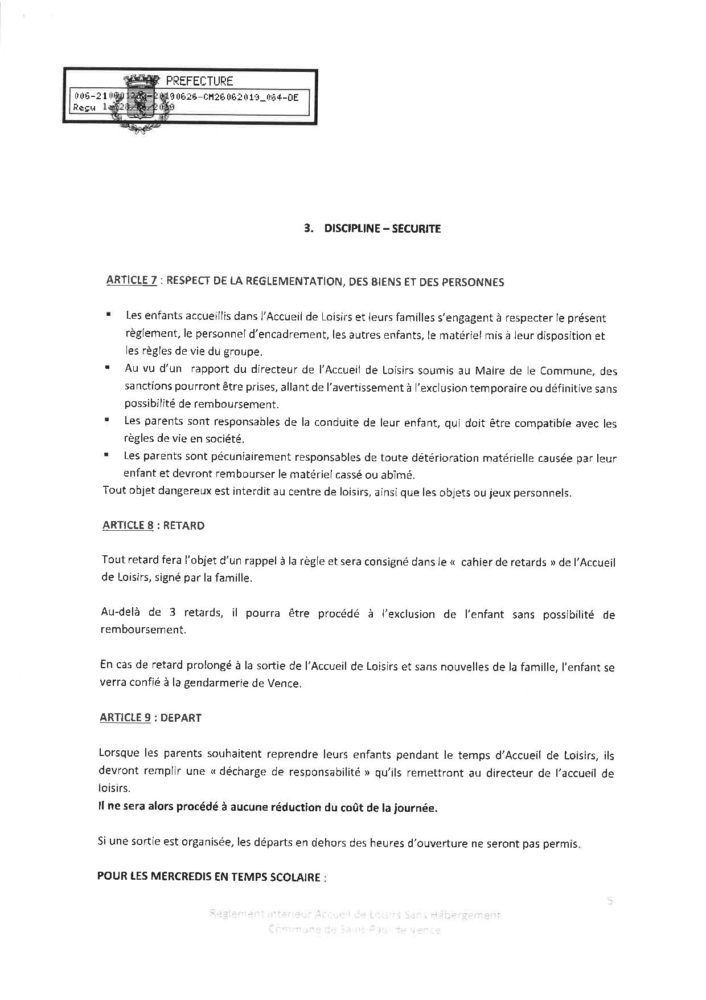 PREFECTURE
0190626-CM26062019_064-DE
Reçu
3. DISCIPLINE – SECURITE
ARTICLE 7 : RESPECT DE LA REGLEMENTATION, DES BIENS ET DES PERSONNES
▪ Les enfants accueillis dans l'Accueil de Loisirs et leurs familles s'engagent à respecter le présent
règlement, le personnel d'encadrement, les autres enfants, le matériel mis à leur disposition et
les règles de vie du groupe.
▪ Au vu d'un rapport du directeur de l'Accueil de Loisirs soumis au Maire de le Commune, des
sanctions pourront être prises, allant de l'avertissement à l'exclusion temporaire ou définitive sans
possibilité de remboursement.
▪ Les parents sont responsables de la conduite de leur enfant, qui doit être compatible avec les
règles de vie en société.
▪ Les parents sont pécuniairement responsables de toute détérioration matérielle causée par leur
enfant et devront rembourser le matériel cassé ou abîmé.
Tout objet dangereux est interdit au centre de loisirs, ainsi que les objets ou jeux personnels.
ARTICLE 8 : RETARD
Tout retard fera l'objet d'un rappel à la règle et sera consigné dans le « cahier de retards » de l'Accueil
de Loisirs, signé par la famille.
Au-delà de 3 retards, il pourra être procédé à l'exclusion de l'enfant sans possibilité de
remboursement.
En cas de retard prolongé à la sortie de l'Accueil de Loisirs et sans nouvelles de la famille, l'enfant se
verra confié à la gendarmerie de Vence.
ARTICLE 9 : DEPART
Lorsque les parents souhaitent reprendre leurs enfants pendant le temps d'Accueil de Loisirs, ils
devront remplir une « décharge de responsabilité » qu'ils remettront au directeur de l'accueil de
loisirs.
Il ne sera alors procédé à aucune réduction du coût de la journée.
Si une sortie est organisée, les départs en dehors des heures d'ouverture ne seront pas permis.
POUR LES MERCREDIS EN TEMPS SCOLAIRE :
5
Règlement intérieur Accueil de Loisirs Sans Hébergement
Commune de Saint Paul de Vence